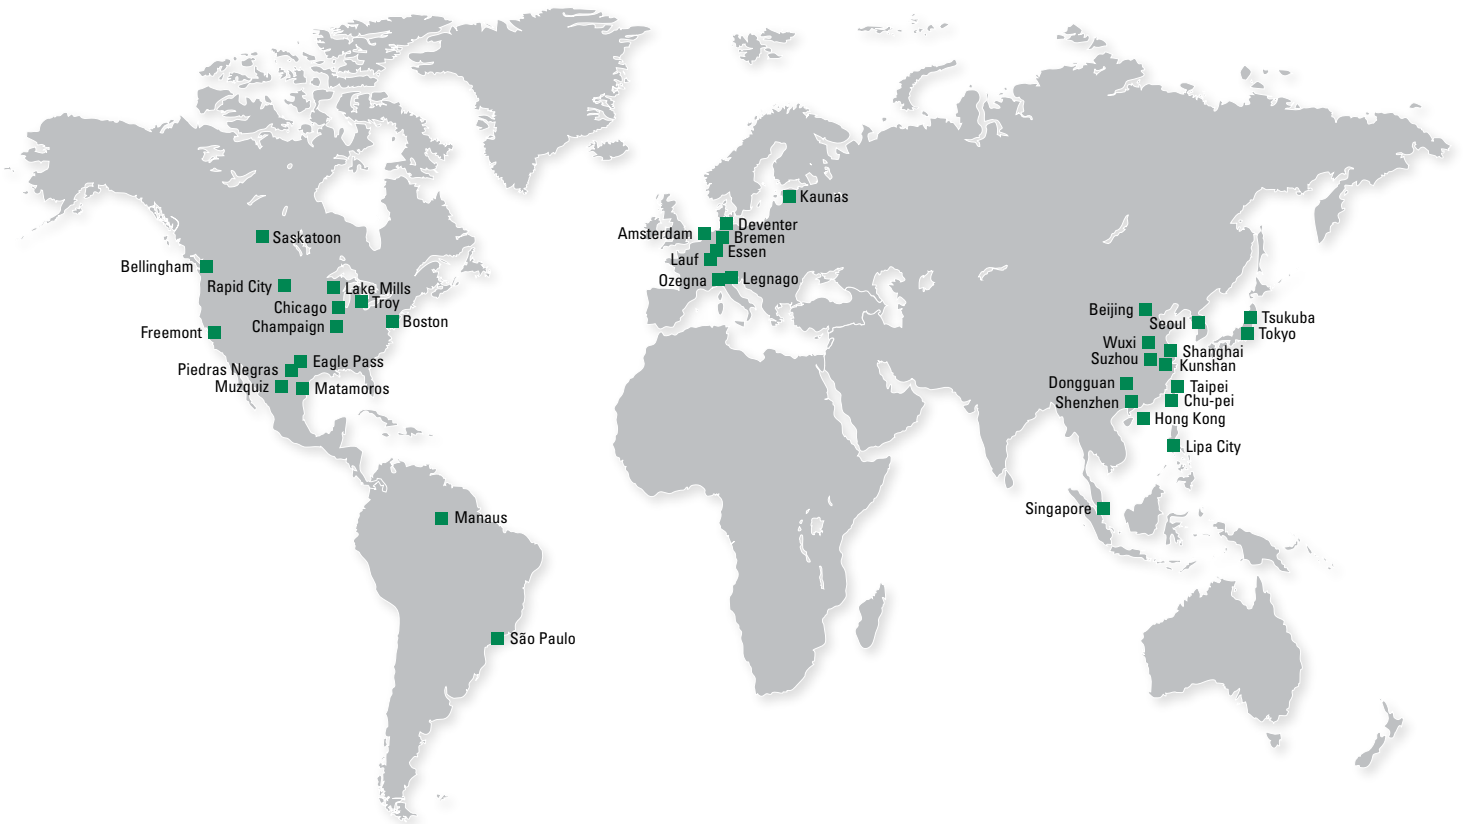 Kaunas
Deventer
Amsterdam
Bremen
Saskatoon
Essen
Lauf
Bellingham
Ozegna
Legnago
Rapid City
Lake Mills
Troy
Chicago
Beijing
Tsukuba
Boston
Seoul
Champaign
Freemont
Tokyo
Wuxi
Shanghai
Suzhou
Eagle Pass
Kunshan
Piedras Negras
Dongguan
Muzquiz
Taipei
Matamoros
Chu-pei
Shenzhen
Hong Kong
Lipa City
Singapore
Manaus
São Paulo